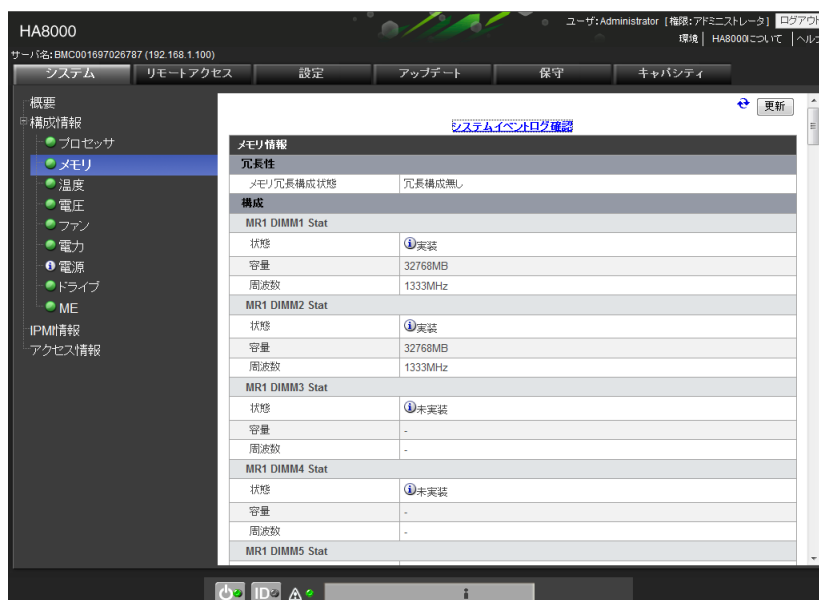 HA8000
ユーザ:Administrator [権限:アドミニストレータ] ログアウト
環境 | HA8000について | ヘル
サーバ名:BMC001697026787 (192.168.1.100)
システム リモートアクセス 設定 アップデート 保守 キャパシティ
概要
構成情報
プロセッサ
メモリ
温度
電圧
ファン
電力
電源
ドライブ
ME
IPMI情報
アクセス情報
更新
システムイベントログ確認
メモリ情報
冗長性
メモリ冗長構成状態 冗長構成無し
構成
MR1 DIMM1 Stat
状態 実装
容量 32768MB
周波数 1333MHz
MR1 DIMM2 Stat
状態 実装
容量 32768MB
周波数 1333MHz
MR1 DIMM3 Stat
状態 未実装
容量 -
周波数 -
MR1 DIMM4 Stat
状態 未実装
容量 -
周波数 -
MR1 DIMM5 Stat
ID